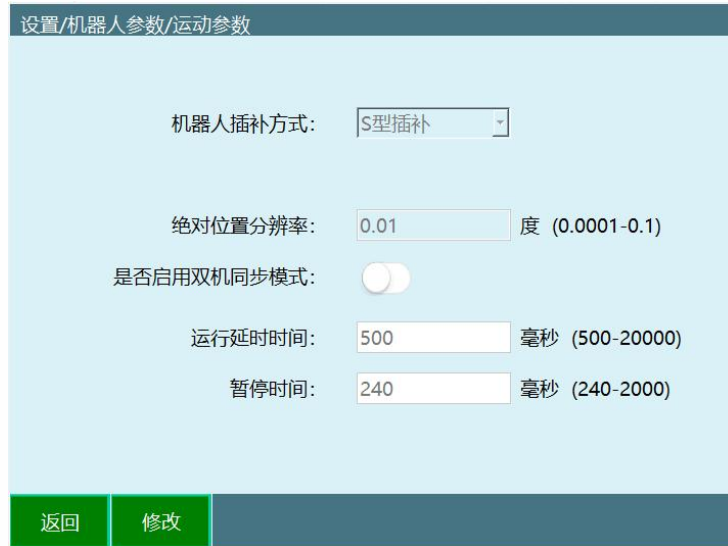 设置/机器人参数/运动参数
机器人插补方式： S型插补
绝对位置分辨率： 0.01 度 (0.0001-0.1)
是否启用双机同步模式：
运行延时时间： 500 毫秒 (500-20000)
暂停时间： 240 毫秒 (240-2000)
返回 修改